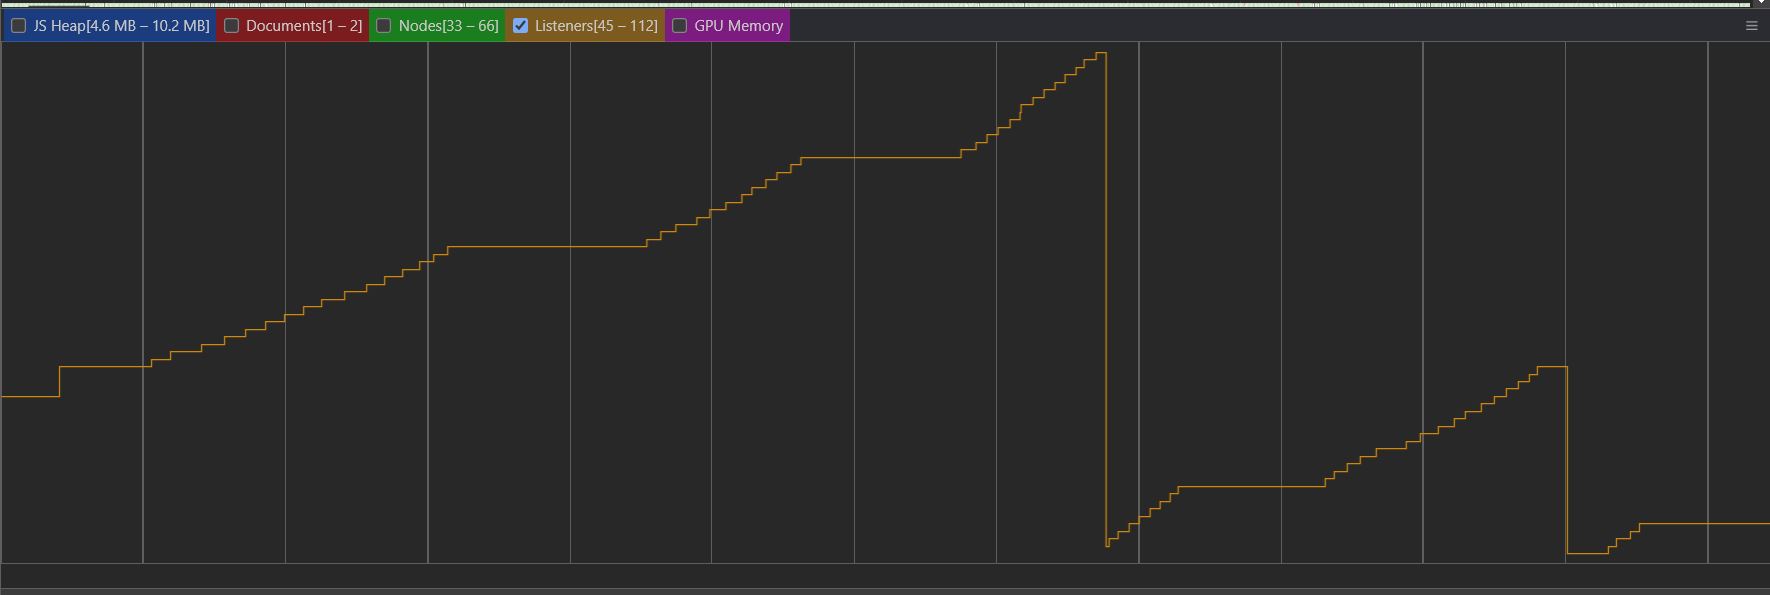 JS Heap[4.6 MB – 10.2 MB] Documents[1 – 2] Nodes[33 – 66] Listeners[45 – 112] GPU Memory